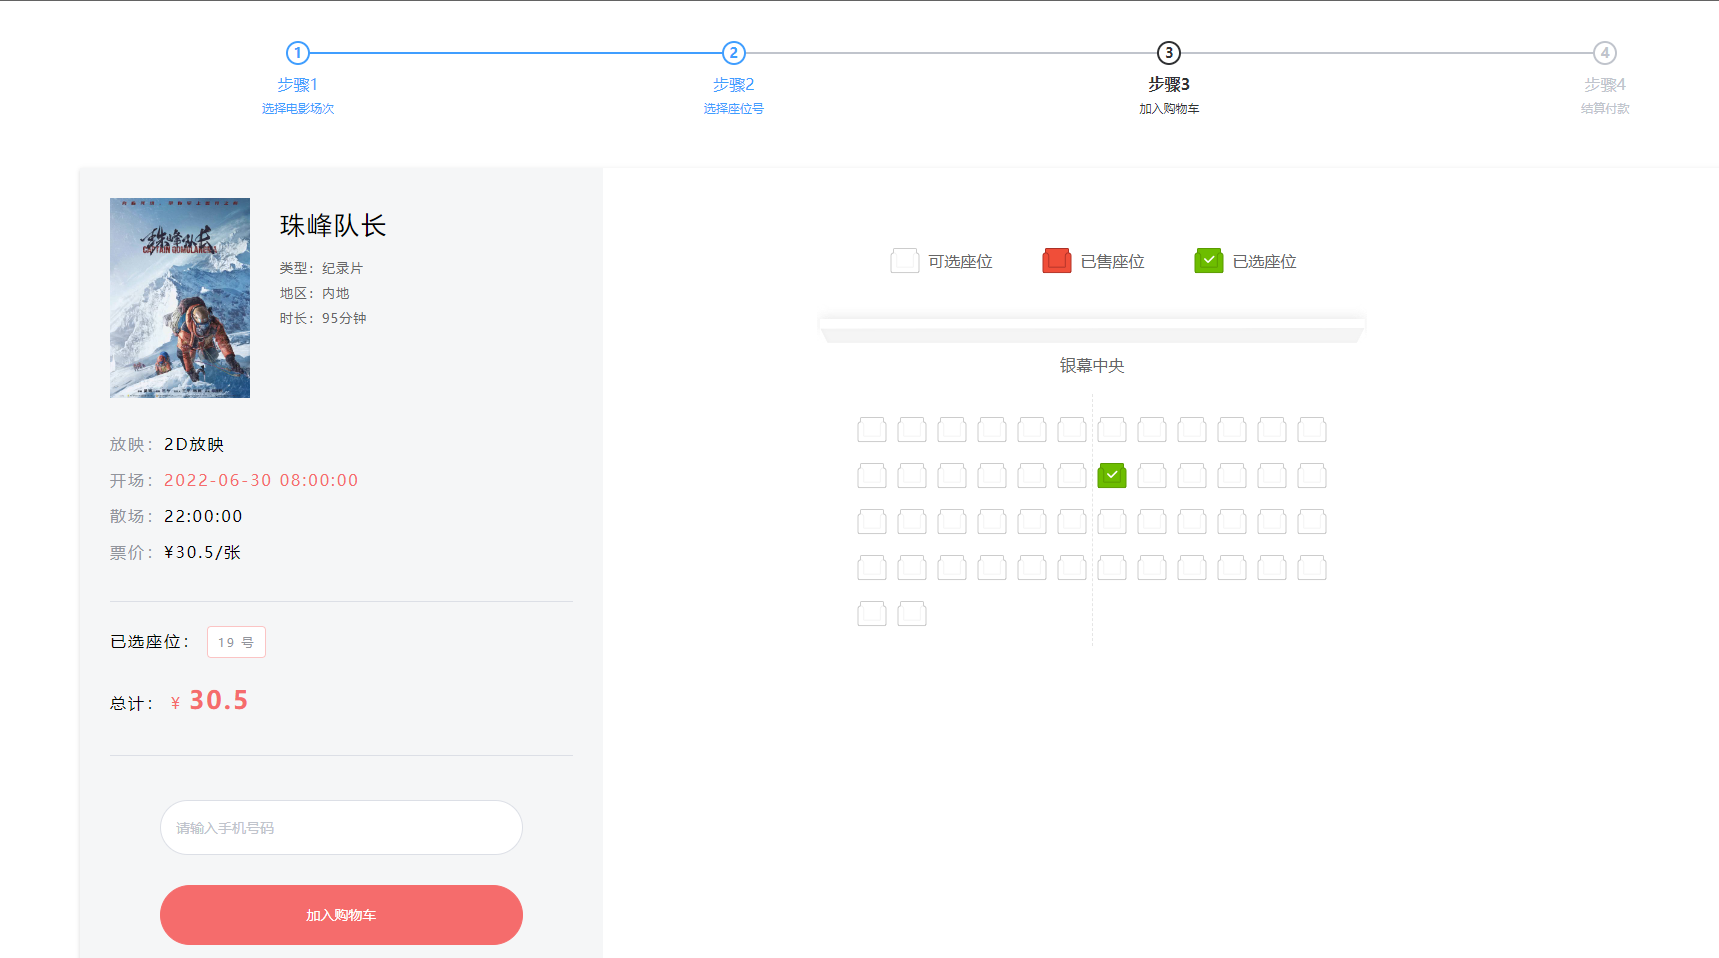 1
2
3
4
步骤1
步骤2
步骤3
步骤4
选择电影场次
选择座位号
加入购物车
结算付款
珠峰队长
CAPTAIN QOMOLANGMA
珠峰队长
类型：纪录片
地区：内地
时长：95分钟
放映：2D放映
开场：2022-06-30 08:00:00
散场：22:00:00
票价：¥30.5/张
已选座位： 19 号
总计： ¥ 30.5
请输入手机号码
加入购物车
可选座位
已售座位
已选座位
银幕中央